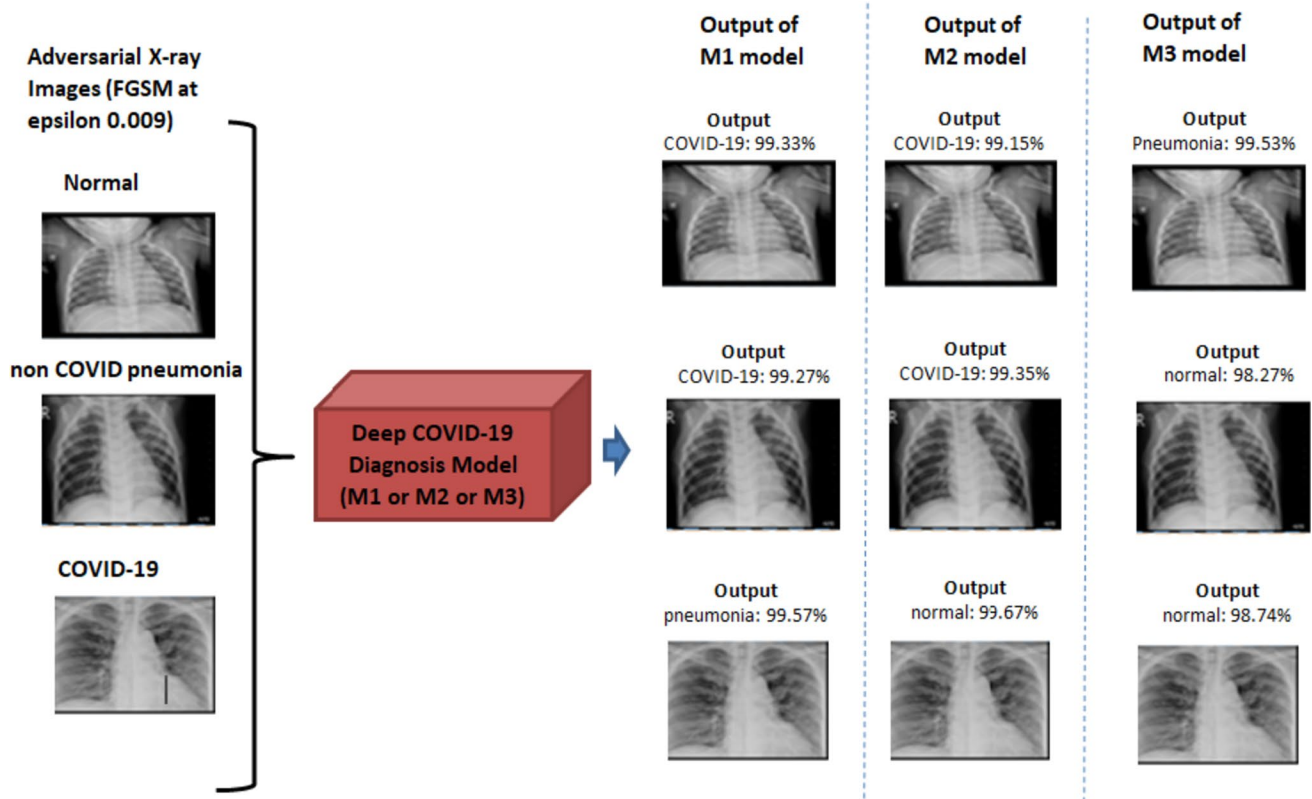 Adversarial X-ray
Images (FGSM at
epsilon 0.009)
Normal
non COVID pneumonia
R
COVID-19
Deep COVID-19
Diagnosis Model
(M1 or M2 or M3)
Output of
M1 model
Output
COVID-19: 99.33%
Output
COVID-19: 99.27%
R
Output
pneumonia: 99.57%
Output of
M2 model
Output
COVID-19: 99.15%
Output
COVID-19: 99.35%
R
Output
normal: 99.67%
Output of
M3 model
Output
Pneumonia: 99.53%
Output
normal: 98.27%
R
Output
normal: 98.74%